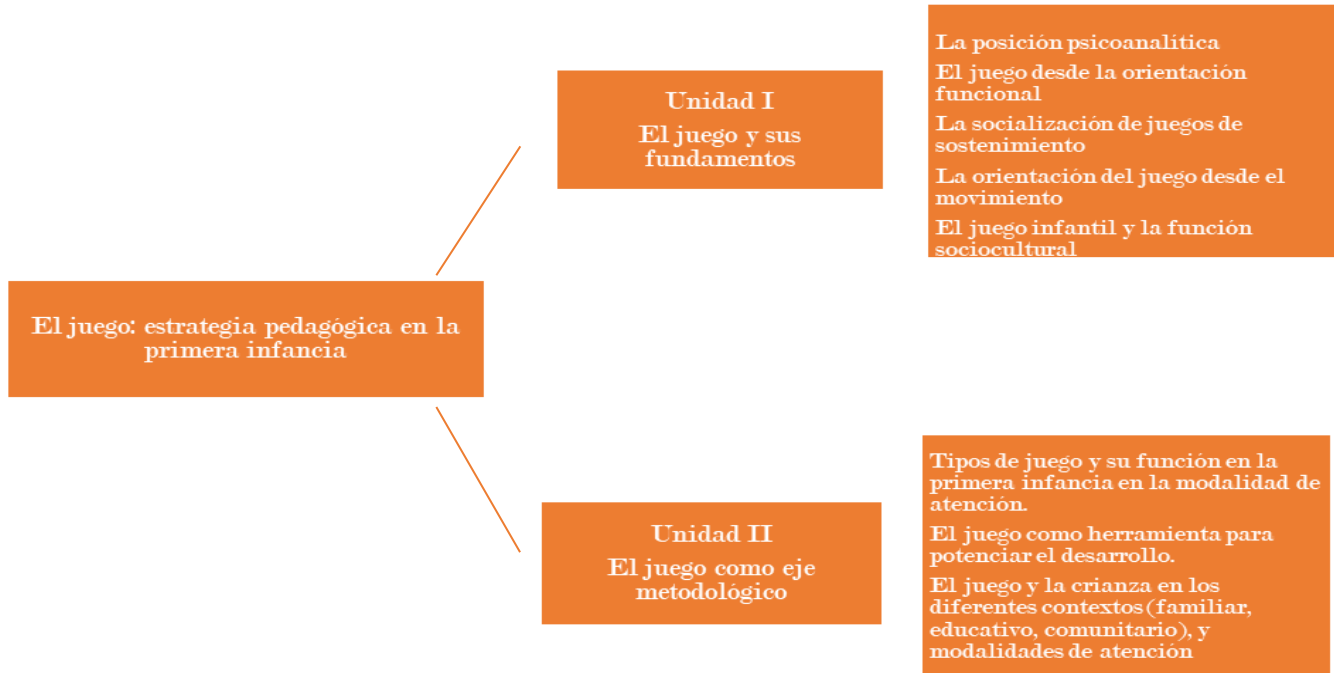 El juego: estrategia pedagógica en la
primera infancia
Unidad I
El juego y sus
fundamentos
La posición psicoanalítica
El juego desde la orientación
funcional
La socialización de juegos de
sostenimiento
La orientación del juego desde el
movimiento
El juego infantil y la función
sociocultural
Unidad II
El juego como eje
metodológico
Tipos de juego y su función en la
primera infancia en la modalidad de
atención.
El juego como herramienta para
potenciar el desarrollo.
El juego y la crianza en los
diferentes contextos (familiar,
educativo, comunitario), y
modalidades de atención